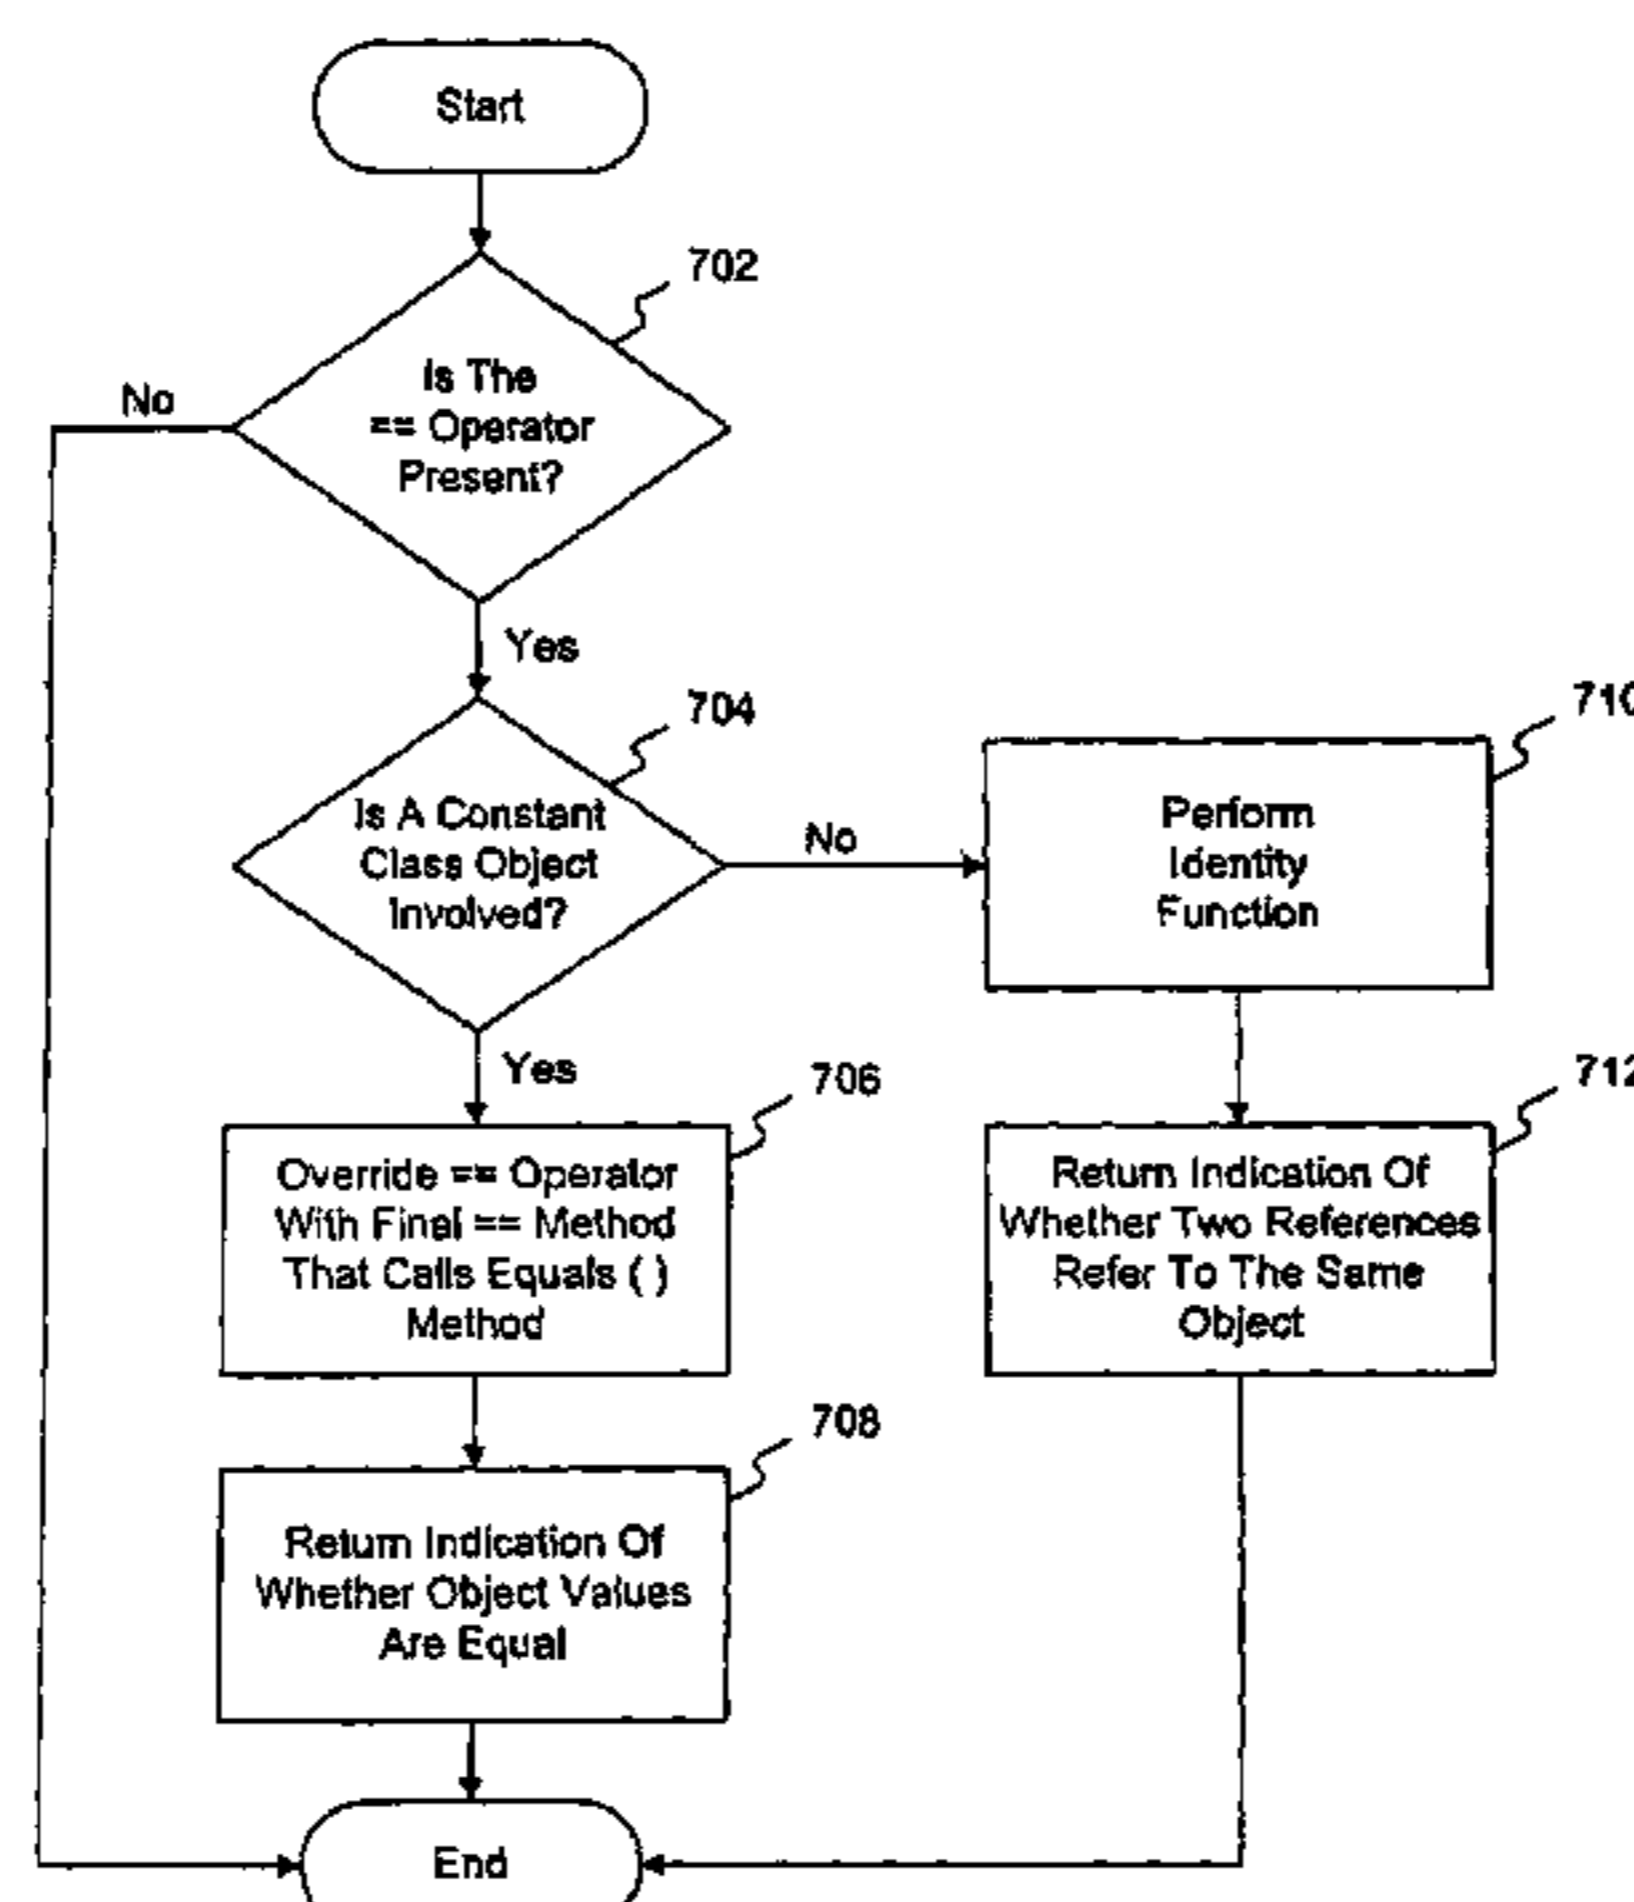 Start
702
Is The
== Operator
Present?
No
Yes
704
Is A Constant
Class Object
Involved?
No
710
Perform
Identity
Function
Yes
706
Override == Operator
With Final == Method
That Calls Equals ( )
Method
712
Return Indication Of
Whether Two References
Refer To The Same
Object
708
Return Indication Of
Whether Object Values
Are Equal
End